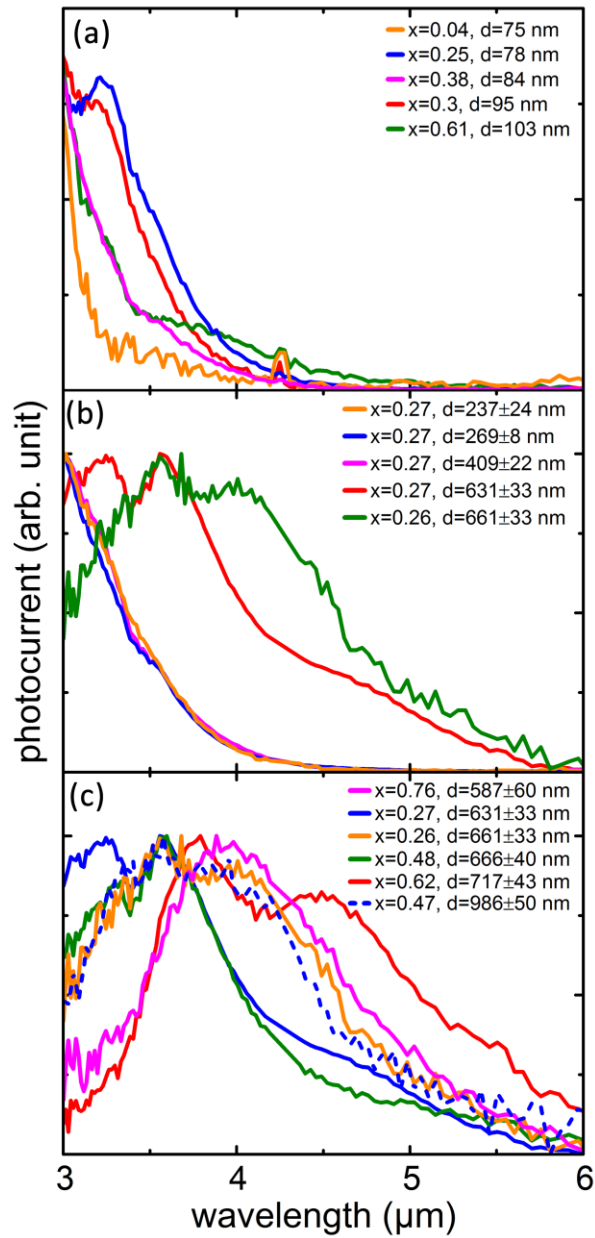 (a)
x=0.04, d=75 nm
x=0.25, d=78 nm
x=0.38, d=84 nm
x=0.3, d=95 nm
x=0.61, d=103 nm
(b)
x=0.27, d=237±24 nm
x=0.27, d=269±8 nm
x=0.27, d=409±22 nm
x=0.27, d=631±33 nm
x=0.26, d=661±33 nm
photocurrent (arb. unit)
(c)
x=0.76, d=587±60 nm
x=0.27, d=631±33 nm
x=0.26, d=661±33 nm
x=0.48, d=666±40 nm
x=0.62, d=717±43 nm
x=0.47, d=986±50 nm
3 4 5 6
wavelength (µm)